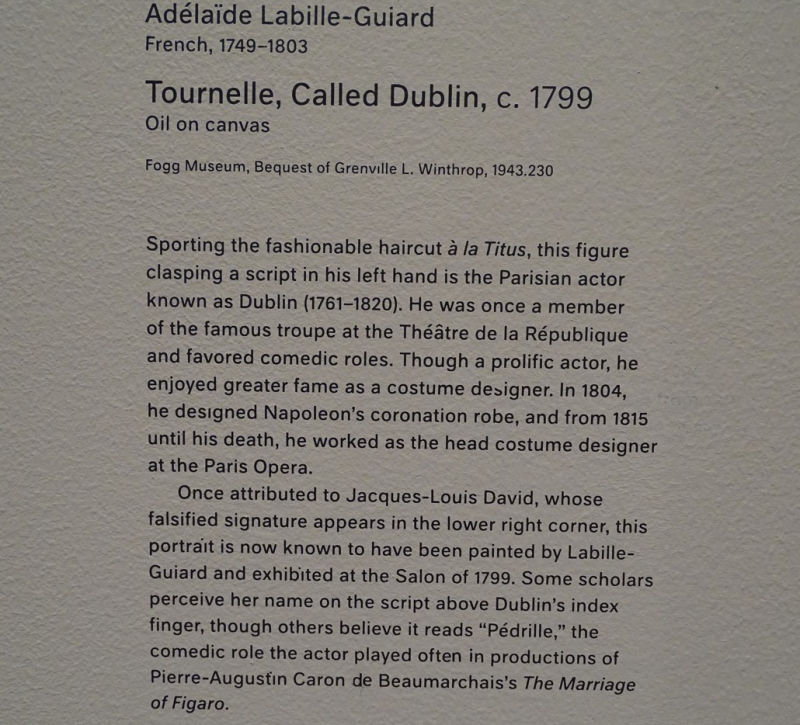 Adélaïde Labille-Guiard
French, 1749–1803
Tournelle, Called Dublin, c. 1799
Oil on canvas
Fogg Museum, Bequest of Grenville L. Winthrop, 1943.230
Sporting the fashionable haircut à la Titus, this figure
clasping a script in his left hand is the Parisian actor
known as Dublin (1761–1820). He was once a member
of the famous troupe at the Théâtre de la République
and favored comedic roles. Though a prolific actor, he
enjoyed greater fame as a costume designer. In 1804,
he designed Napoleon’s coronation robe, and from 1815
until his death, he worked as the head costume designer
at the Paris Opera.
Once attributed to Jacques-Louis David, whose
falsified signature appears in the lower right corner, this
portrait is now known to have been painted by Labille-
Guiard and exhibited at the Salon of 1799. Some scholars
perceive her name on the script above Dublin’s index
finger, though others believe it reads “Pédrille,” the
comedic role the actor played often in productions of
Pierre-Augustin Caron de Beaumarchais’s The Marriage
of Figaro.